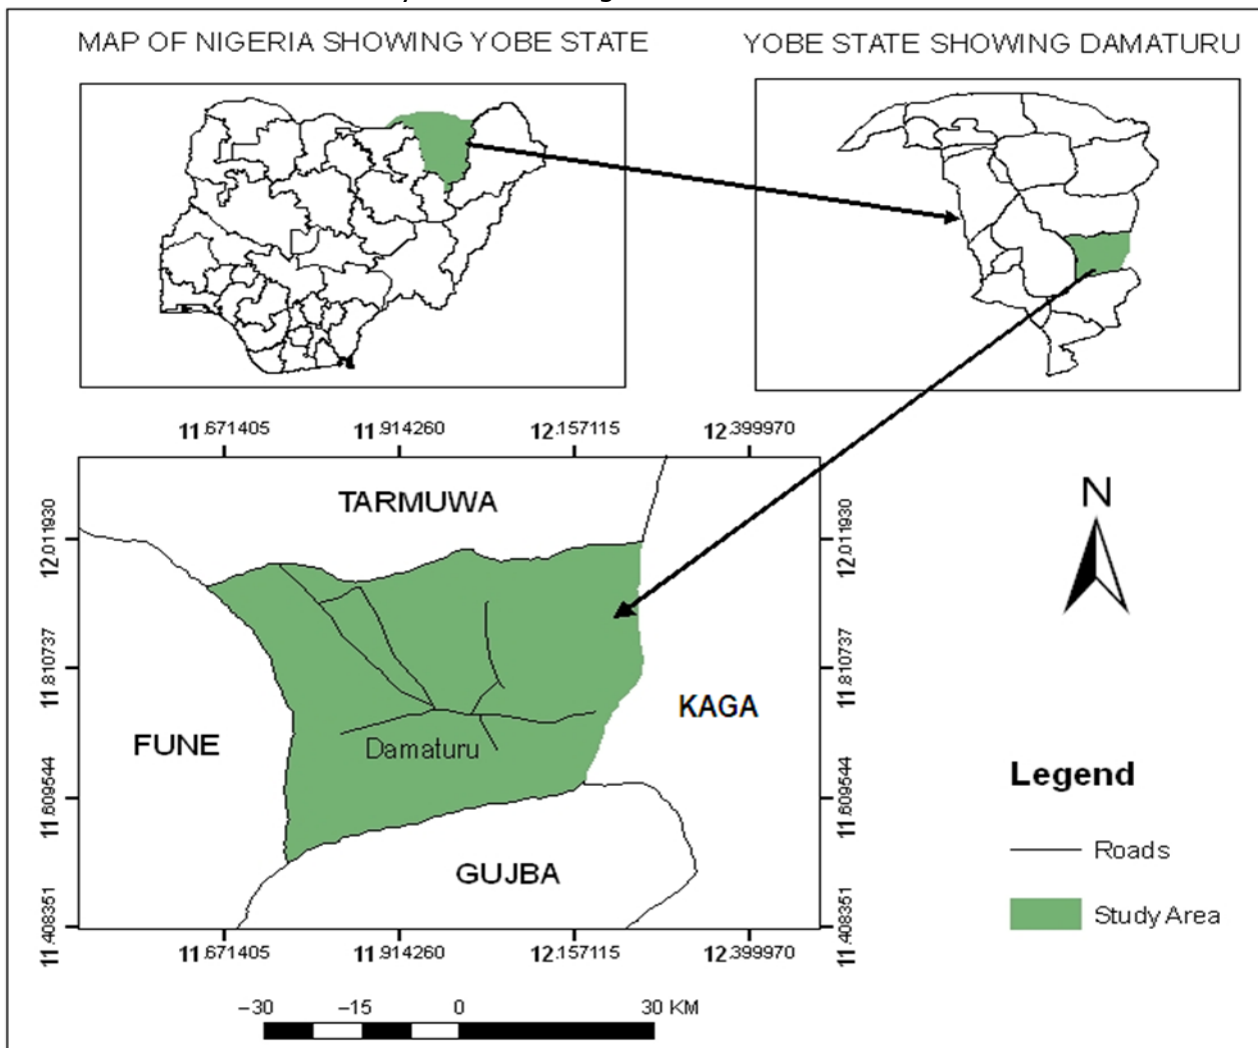 MAP OF NIGERIA SHOWING YOBE STATE
YOBE STATE SHOWING DAMATURU
11.671405 11.914260 12.157115 12.399970
TARMUWA
N
12.011930
12.011930
11.810737
11.810737
KAGA
FUNE
Damaturu
Legend
11.609544
11.609544
Roads
GUJBA
Study Area
11.408351
11.408351
11.671405 11.914260 12.157115 12.399970
-30 -15 0 30 KM